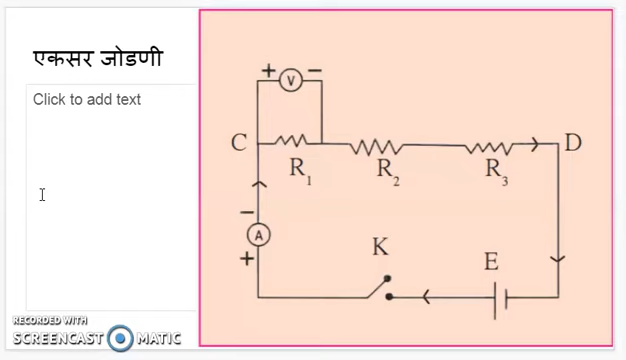 एकसर जोडणी
Click to add text
+ V −
C
R1
R2
R3
D
−
A
+
K
E
RECORDED WITH
SCREENCAST MATIC